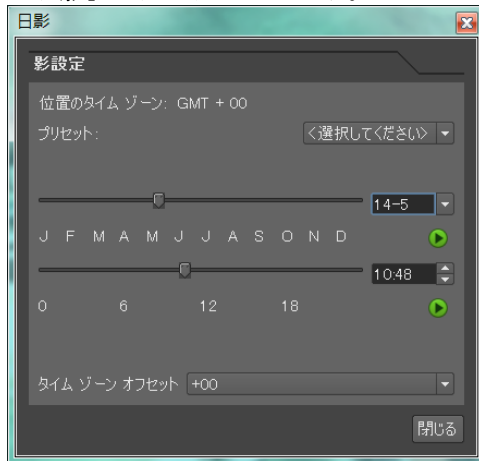 日影
影設定
位置のタイム ゾーン: GMT + 00
プリセット: <選択してください>
14-5
J F M A M J J A S O N D
10:48
0 6 12 18
タイム ゾーン オフセット +00
閉じる